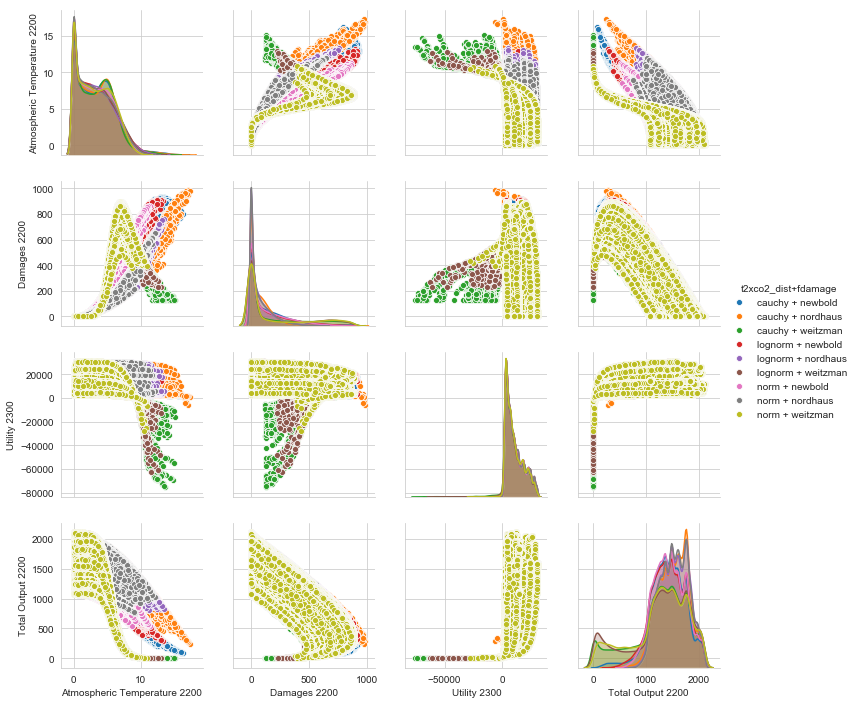 Atmospheric Temperature 2200
15
10
5
0
Damages 2200
1000
800
600
400
200
0
Utility 2300
20000
0
−20000
−40000
−60000
−80000
Total Output 2200
2000
1500
1000
500
0
0 10
Atmospheric Temperature 2200
0 500 1000
Damages 2200
−50000 0
Utility 2300
0 1000 2000
Total Output 2200
t2xco2_dist+fdamage
cauchy + newbold
cauchy + nordhaus
cauchy + weitzman
lognorm + newbold
lognorm + nordhaus
lognorm + weitzman
norm + newbold
norm + nordhaus
norm + weitzman